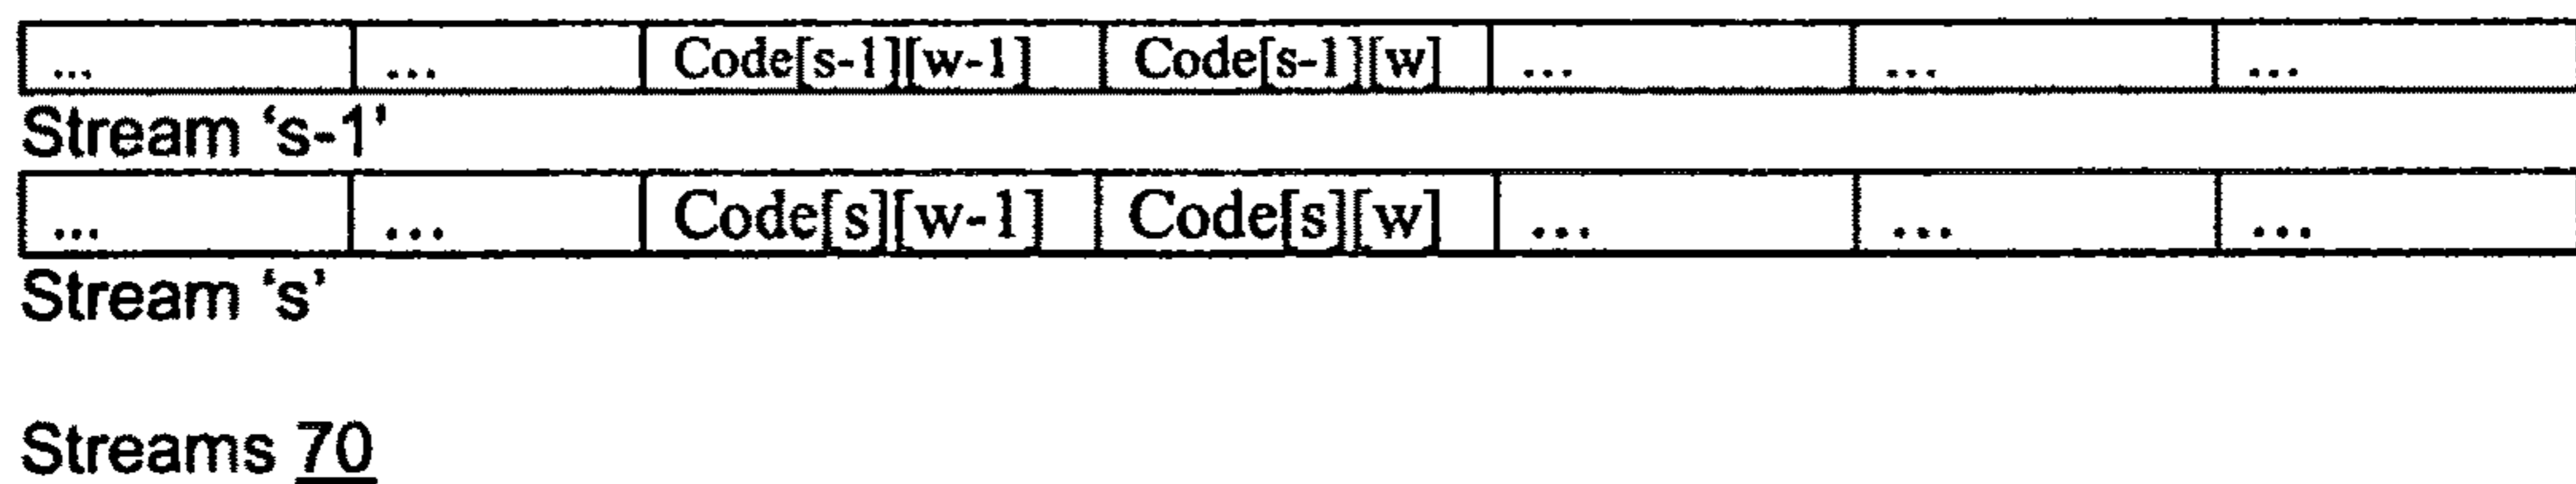 ... ... Code[s-1][w-1] Code[s-1][w] ... ... ...
Stream ‘s-1’
... ... Code[s][w-1] Code[s][w] ... ... ...
Stream ‘s’
Streams 70